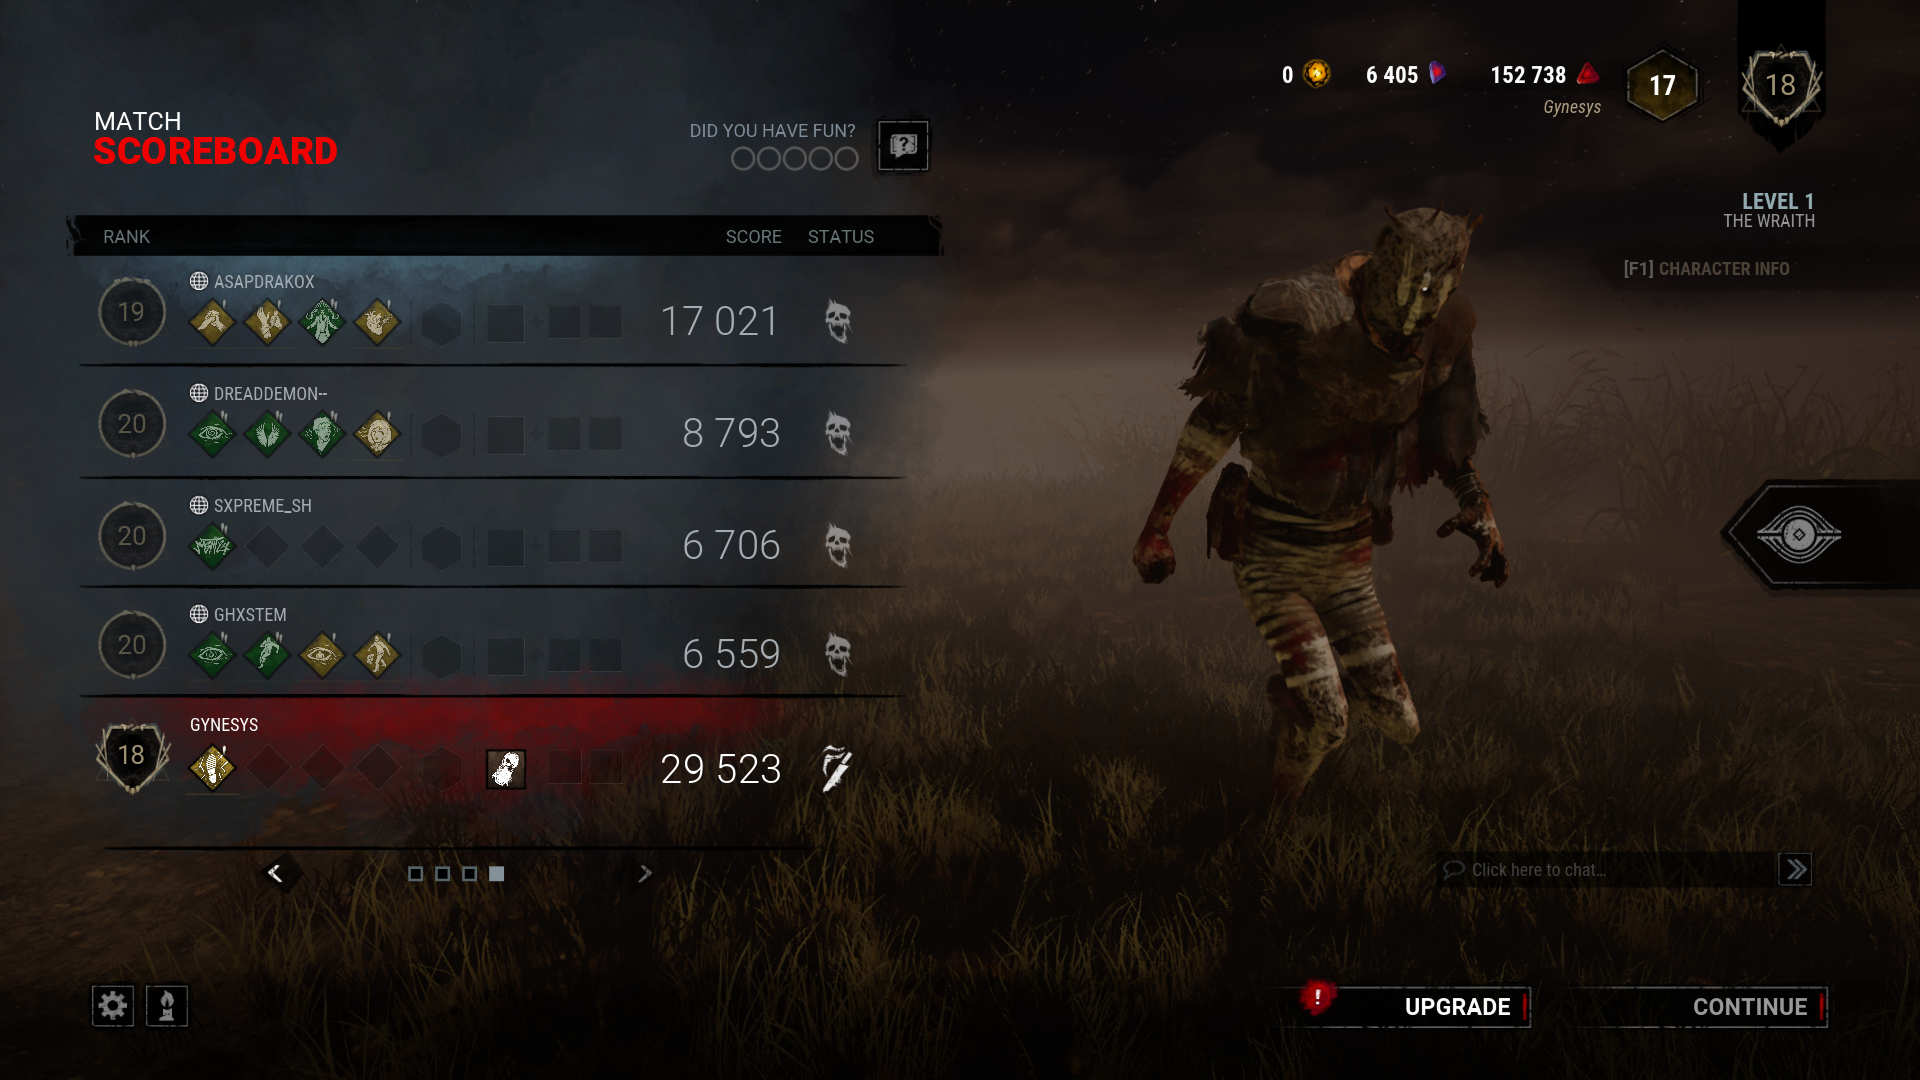 0 6 405 152 738 17 18
Gynesys
MATCH
SCOREBOARD
DID YOU HAVE FUN?
LEVEL 1
THE WRAITH
[F1] CHARACTER INFO
RANK SCORE STATUS
ASAPDRAKOX
19 17 021
DREADDEMON--
20 8 793
SXPREME_SH
20 6 706
GHXSTEM
20 6 559
GYNESYS
18 29 523
Click here to chat...
UPGRADE
CONTINUE